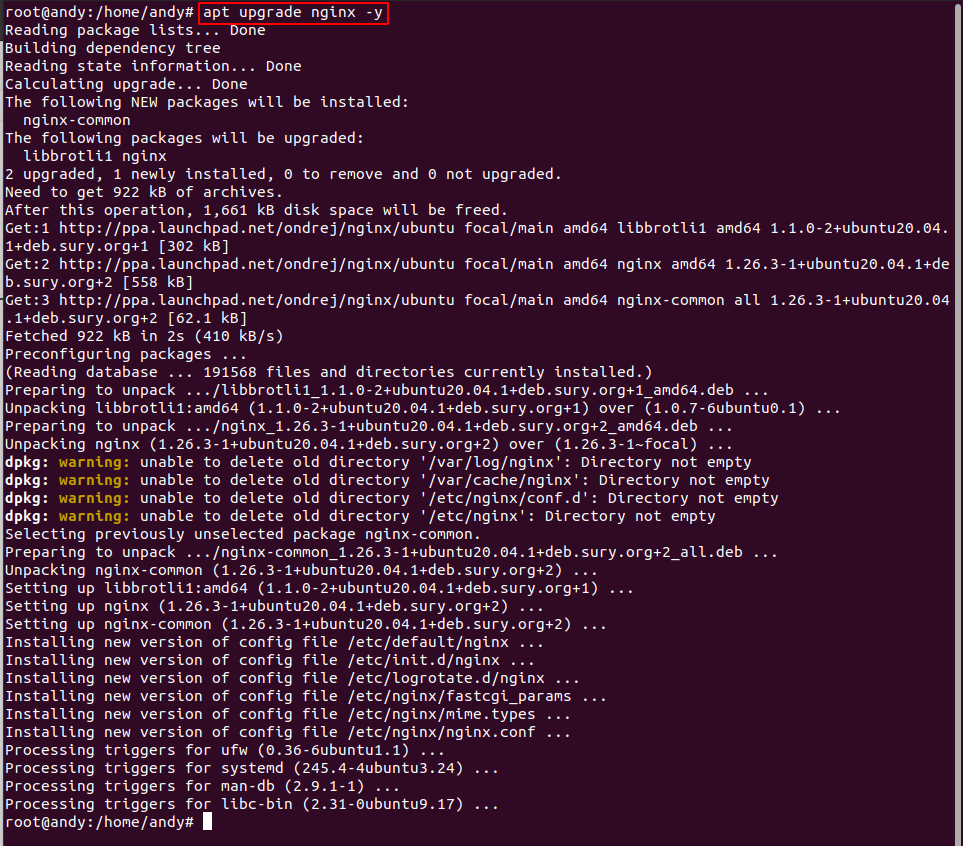 root@andy:/home/andy# apt upgrade nginx -y
Reading package lists... Done
Building dependency tree
Reading state information... Done
Calculating upgrade... Done
The following NEW packages will be installed:
  nginx-common
The following packages will be upgraded:
  libbrotli1 nginx
2 upgraded, 1 newly installed, 0 to remove and 0 not upgraded.
Need to get 922 kB of archives.
After this operation, 1,661 kB disk space will be freed.
Get:1 http://ppa.launchpad.net/ondrej/nginx/ubuntu focal/main amd64 libbrotli1 amd64 1.1.0-2+ubuntu20.04.
1+deb.sury.org+1 [302 kB]
Get:2 http://ppa.launchpad.net/ondrej/nginx/ubuntu focal/main amd64 nginx amd64 1.26.3-1+ubuntu20.04.1+de
b.sury.org+2 [558 kB]
Get:3 http://ppa.launchpad.net/ondrej/nginx/ubuntu focal/main amd64 nginx-common all 1.26.3-1+ubuntu20.04
.1+deb.sury.org+2 [62.1 kB]
Fetched 922 kB in 2s (410 kB/s)
Preconfiguring packages ...
(Reading database ... 191568 files and directories currently installed.)
Preparing to unpack .../libbrotli1_1.1.0-2+ubuntu20.04.1+deb.sury.org+1_amd64.deb ...
Unpacking libbrotli1:amd64 (1.1.0-2+ubuntu20.04.1+deb.sury.org+1) over (1.0.7-6ubuntu0.1) ...
Preparing to unpack .../nginx_1.26.3-1+ubuntu20.04.1+deb.sury.org+2_amd64.deb ...
Unpacking nginx (1.26.3-1+ubuntu20.04.1+deb.sury.org+2) over (1.26.3-1~focal) ...
dpkg: warning: unable to delete old directory '/var/log/nginx': Directory not empty
dpkg: warning: unable to delete old directory '/var/cache/nginx': Directory not empty
dpkg: warning: unable to delete old directory '/etc/nginx/conf.d': Directory not empty
dpkg: warning: unable to delete old directory '/etc/nginx': Directory not empty
Selecting previously unselected package nginx-common.
Preparing to unpack .../nginx-common_1.26.3-1+ubuntu20.04.1+deb.sury.org+2_all.deb ...
Unpacking nginx-common (1.26.3-1+ubuntu20.04.1+deb.sury.org+2) ...
Setting up libbrotli1:amd64 (1.1.0-2+ubuntu20.04.1+deb.sury.org+1) ...
Setting up nginx (1.26.3-1+ubuntu20.04.1+deb.sury.org+2) ...
Setting up nginx-common (1.26.3-1+ubuntu20.04.1+deb.sury.org+2) ...
Installing new version of config file /etc/default/nginx ...
Installing new version of config file /etc/init.d/nginx ...
Installing new version of config file /etc/logrotate.d/nginx ...
Installing new version of config file /etc/nginx/fastcgi_params ...
Installing new version of config file /etc/nginx/mime.types ...
Installing new version of config file /etc/nginx/nginx.conf ...
Processing triggers for ufw (0.36-6ubuntu1.1) ...
Processing triggers for systemd (245.4-4ubuntu3.24) ...
Processing triggers for man-db (2.9.1-1) ...
Processing triggers for libc-bin (2.31-0ubuntu9.17) ...
root@andy:/home/andy#